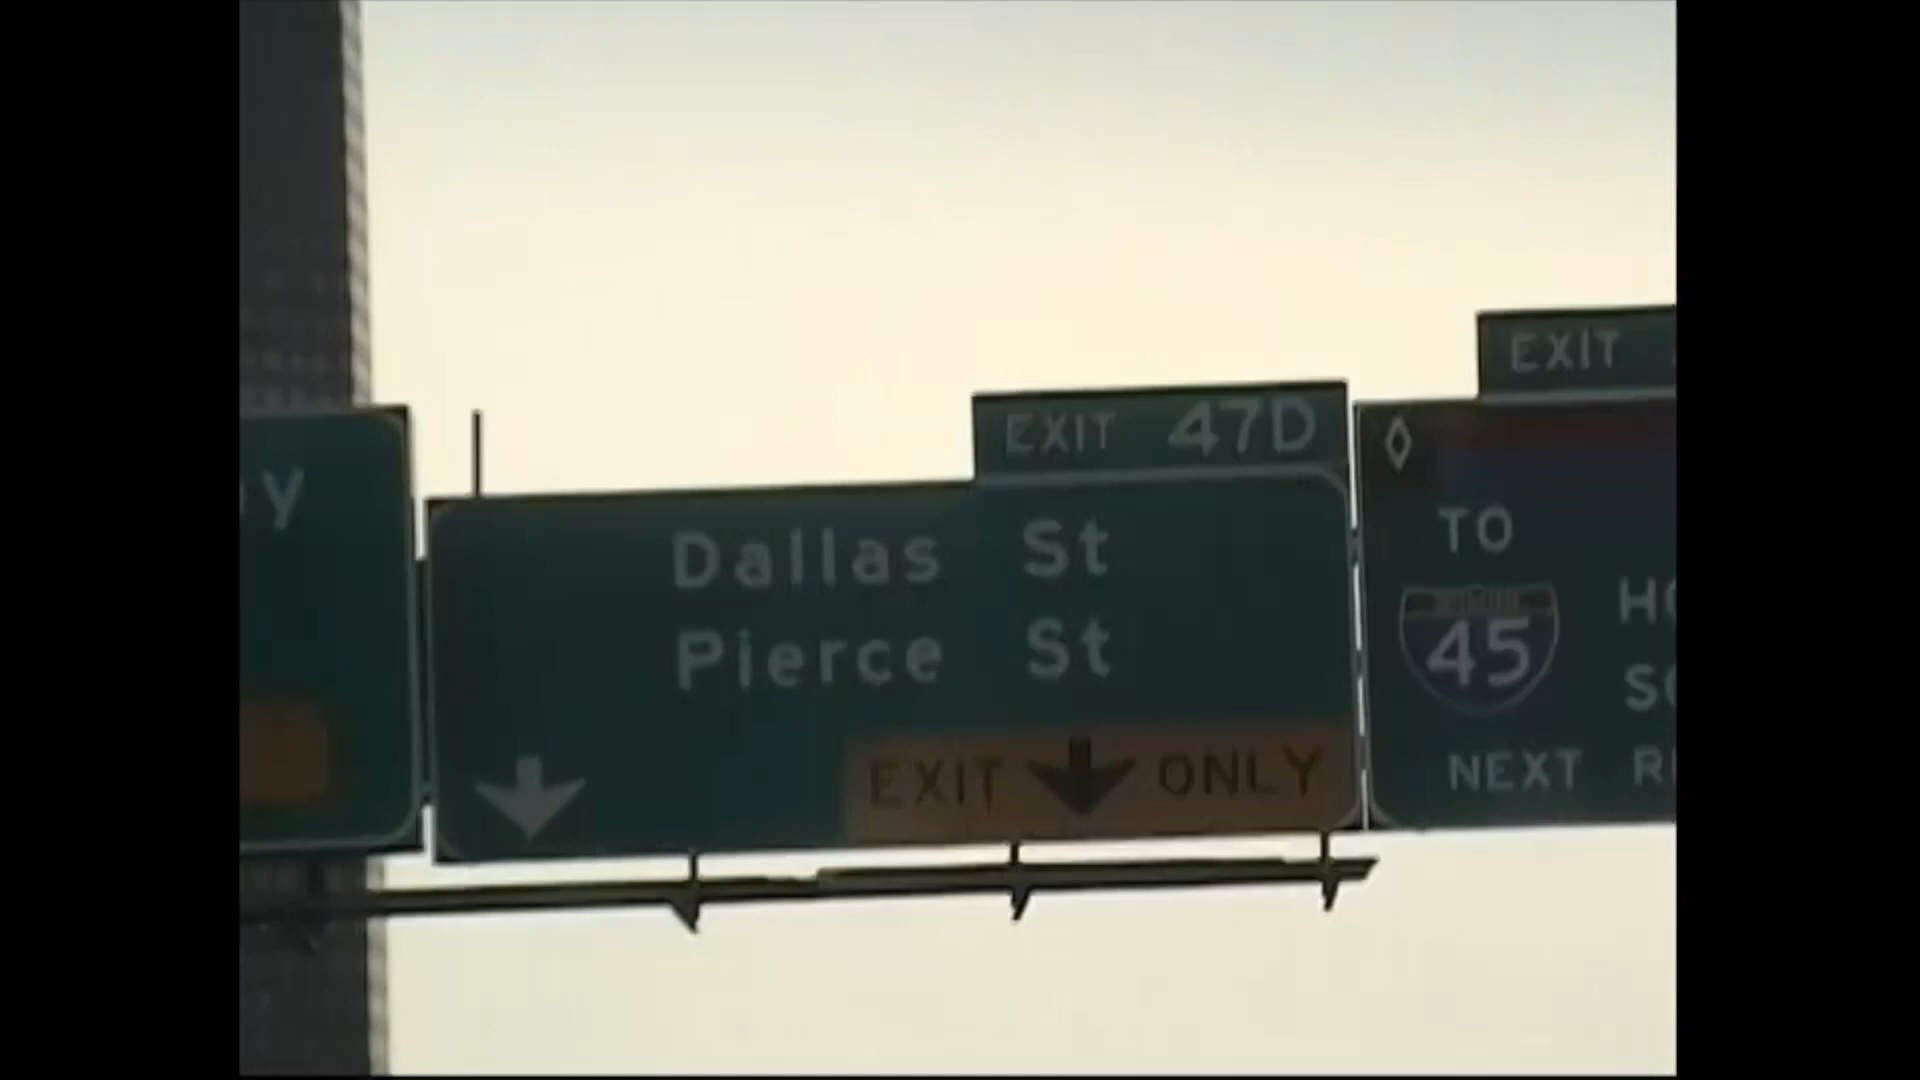 y
EXIT 47D
Dallas St
Pierce St
EXIT ONLY
EXIT
TO
45
H
S
NEXT R